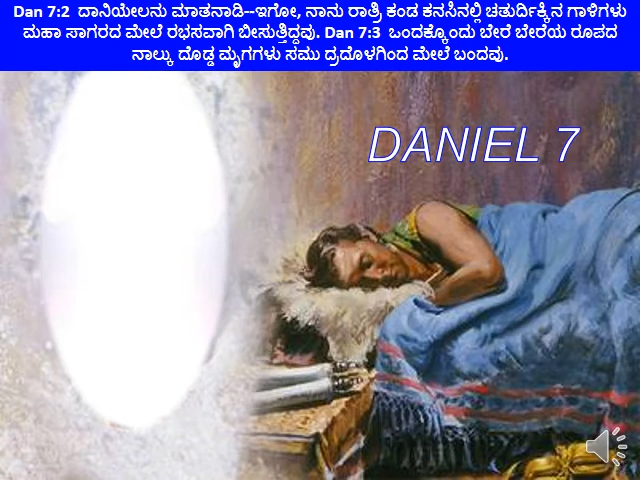 Dan 7:2 ದಾನಿಯೇಲನು ಮಾತನಾಡಿ--ಇಗೋ, ನಾನು ರಾತ್ರಿ ಕಂಡ ಕನಸಿನಲ್ಲಿ ಚತುರ್ದಿಕ್ಕಿನ ಗಾಳಿಗಳು
ಮಹಾ ಸಾಗರದ ಮೇಲೆ ರಭಸವಾಗಿ ಬೀಸುತ್ತಿದ್ದವು. Dan 7:3 ಒಂದಕ್ಕೊಂದು ಬೇರೆ ಬೇರೆಯ ರೂಪದ
ನಾಲ್ಕು ದೊಡ್ಡ ಮೃಗಗಳು ಸಮು ದ್ರದೊಳಗಿಂದ ಮೇಲೆ ಬಂದವು.
DANIEL 7